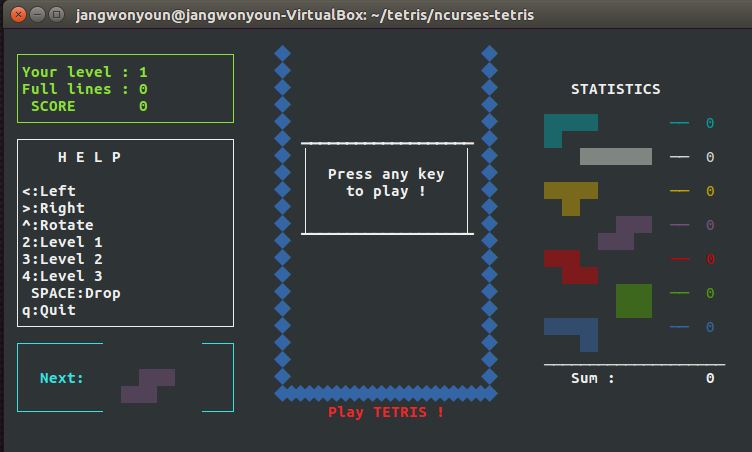 jangwonyoun@jangwonyoun-VirtualBox: ~/tetris/ncurses-tetris
Your level : 1
Full lines : 0
SCORE 0
H E L P
<:Left
>:Right
^:Rotate
2:Level 1
3:Level 2
4:Level 3
SPACE:Drop
q:Quit
Next:
Press any key
to play !
Play TETRIS !
STATISTICS
— 0
— 0
— 0
— 0
— 0
— 0
— 0
Sum : 0